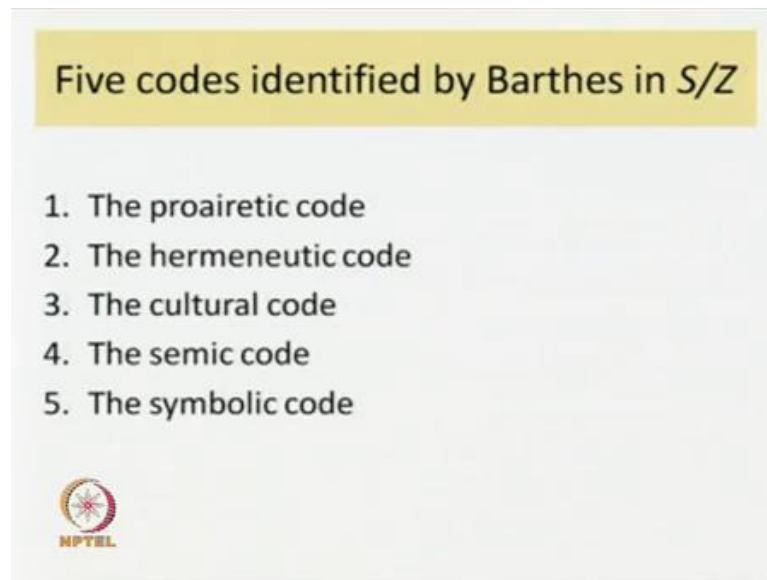 Five codes identified by Barthes in S/Z
1. The proairetic code
2. The hermeneutic code
3. The cultural code
4. The semic code
5. The symbolic code
NPTEL